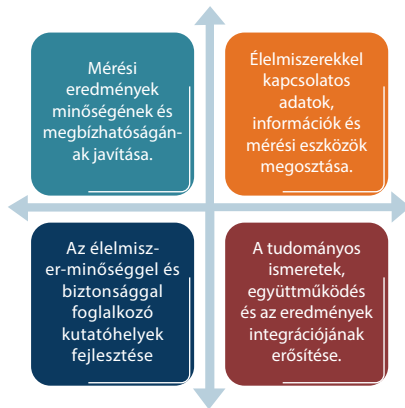 Mérési
eredmények
minőségének és
megbízhatóságán-
ak javítása.
Élelmiszerekkel
kapcsolatos
adatok,
információk és
mérési eszközök
megosztása.
Az élelmisz-
er-minőséggel és
biztonsággal
foglalkozó
kutatóhelyek
fejlesztése
A tudományos
ismeretek,
együttműködés
és az eredmények
integrációjának
erősítése.